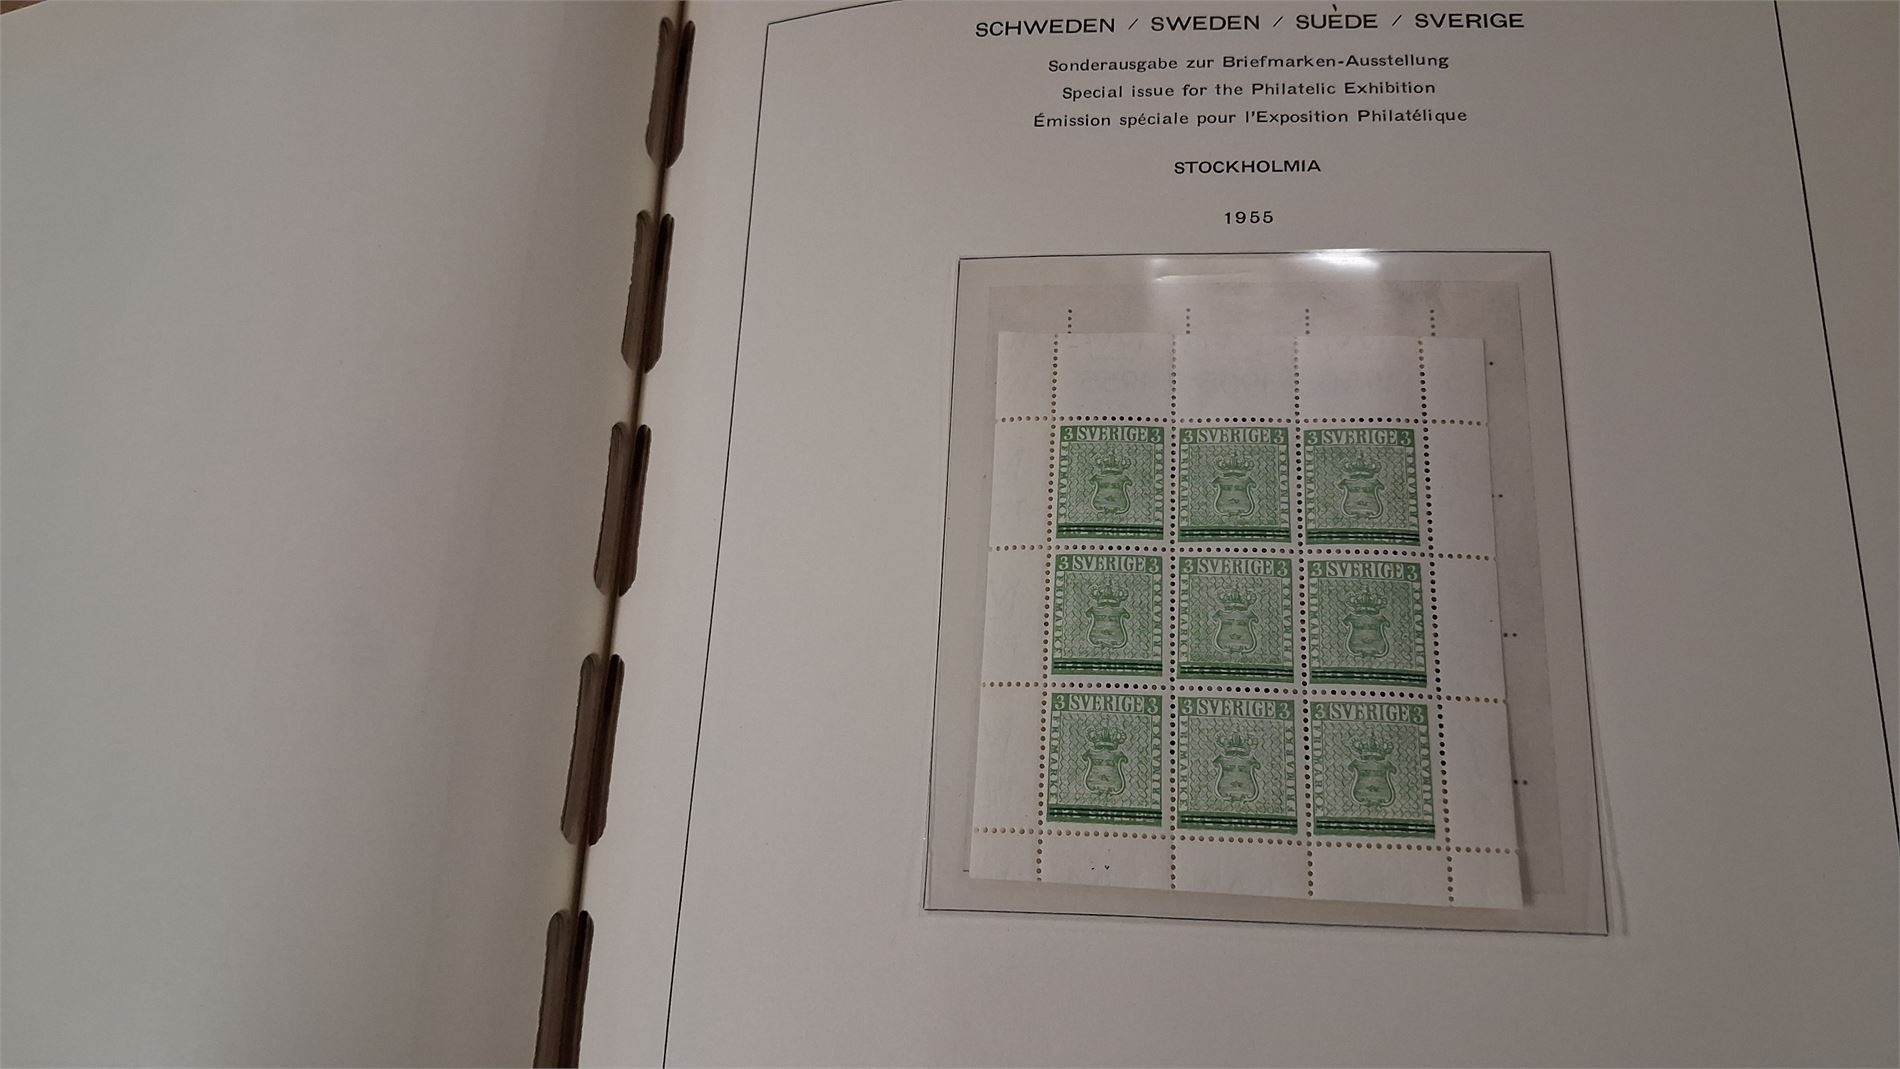 SCHWEDEN / SWEDEN / SUÈDE / SVERIGE
Sonderausgabe zur Briefmarken-Ausstellung
Special issue for the Philatelic Exhibition
Émission spéciale pour l'Exposition Philatélique
STOCKHOLMIA
1955
3 SVERIGE 3
3 SVERIGE 3
3 SVERIGE 3
3 SVERIGE 3
3 SVERIGE 3
3 SVERIGE 3
3 SVERIGE 3
3 SVERIGE 3
3 SVERIGE 3